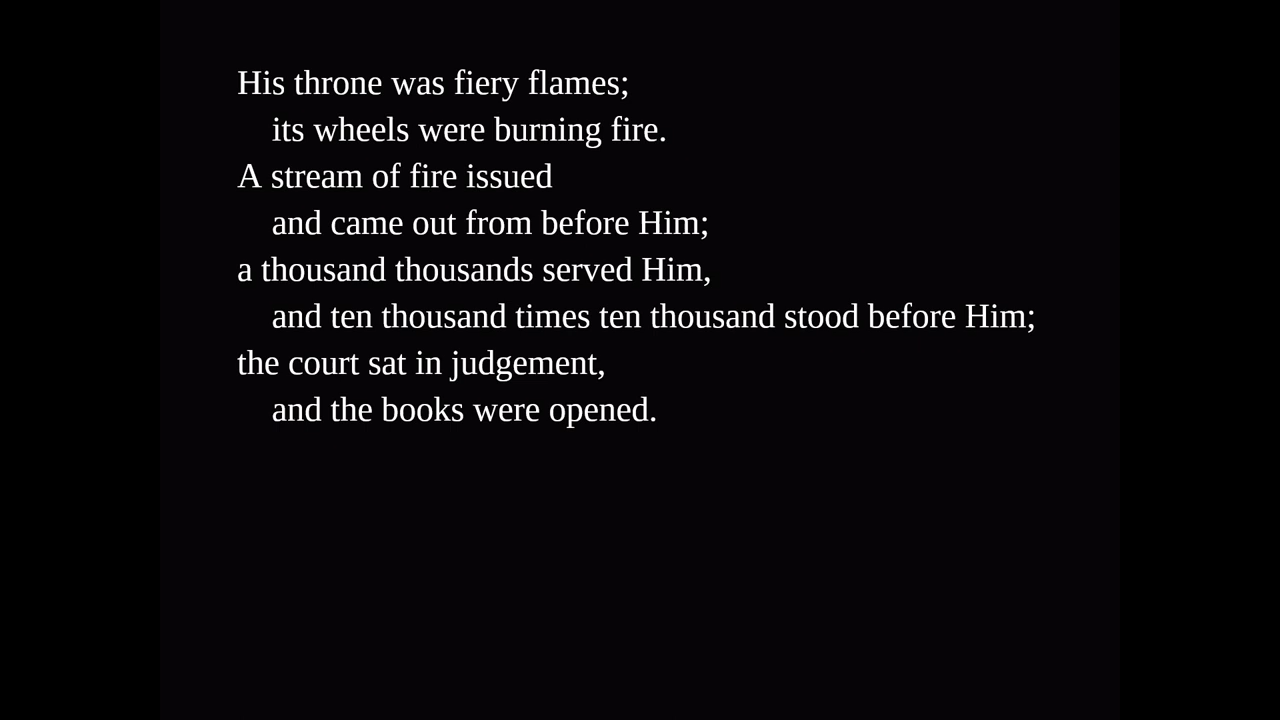 His throne was fiery flames;
its wheels were burning fire.
A stream of fire issued
and came out from before Him;
a thousand thousands served Him,
and ten thousand times ten thousand stood before Him;
the court sat in judgement,
and the books were opened.